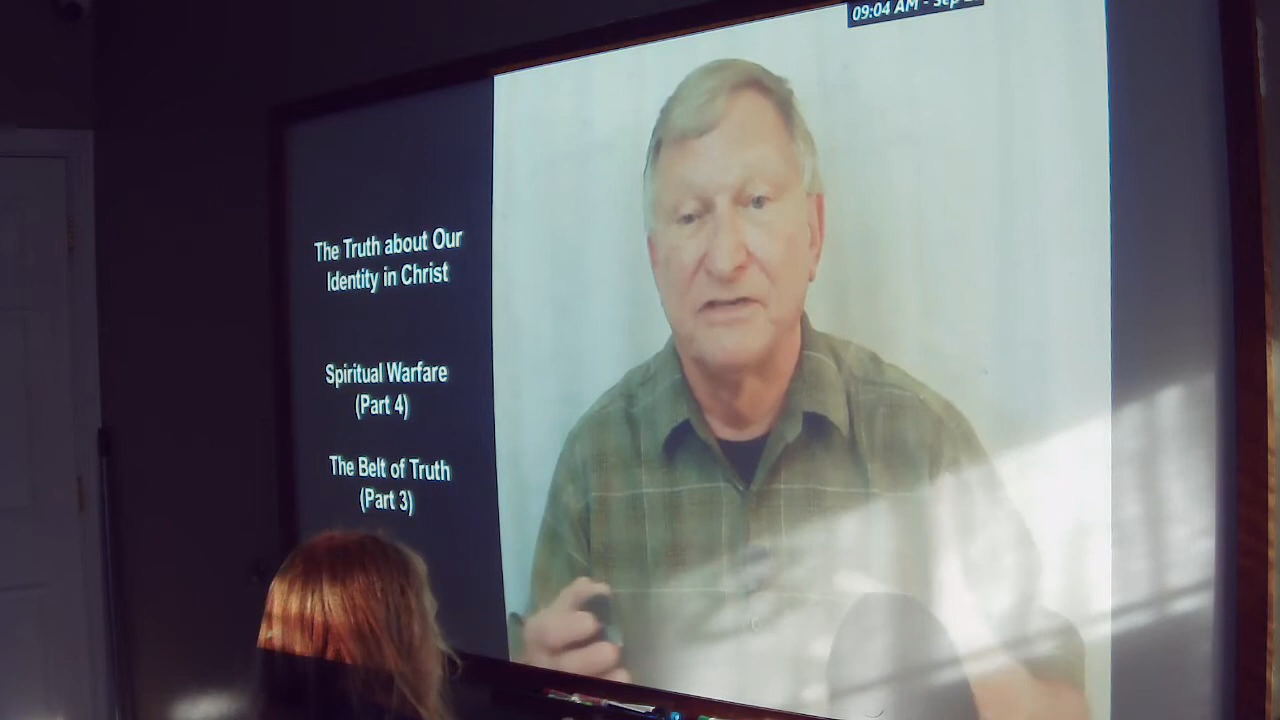 09:04 AM - Sep
The Truth about Our
Identity in Christ
Spiritual Warfare
(Part 4)
The Belt of Truth
(Part 3)